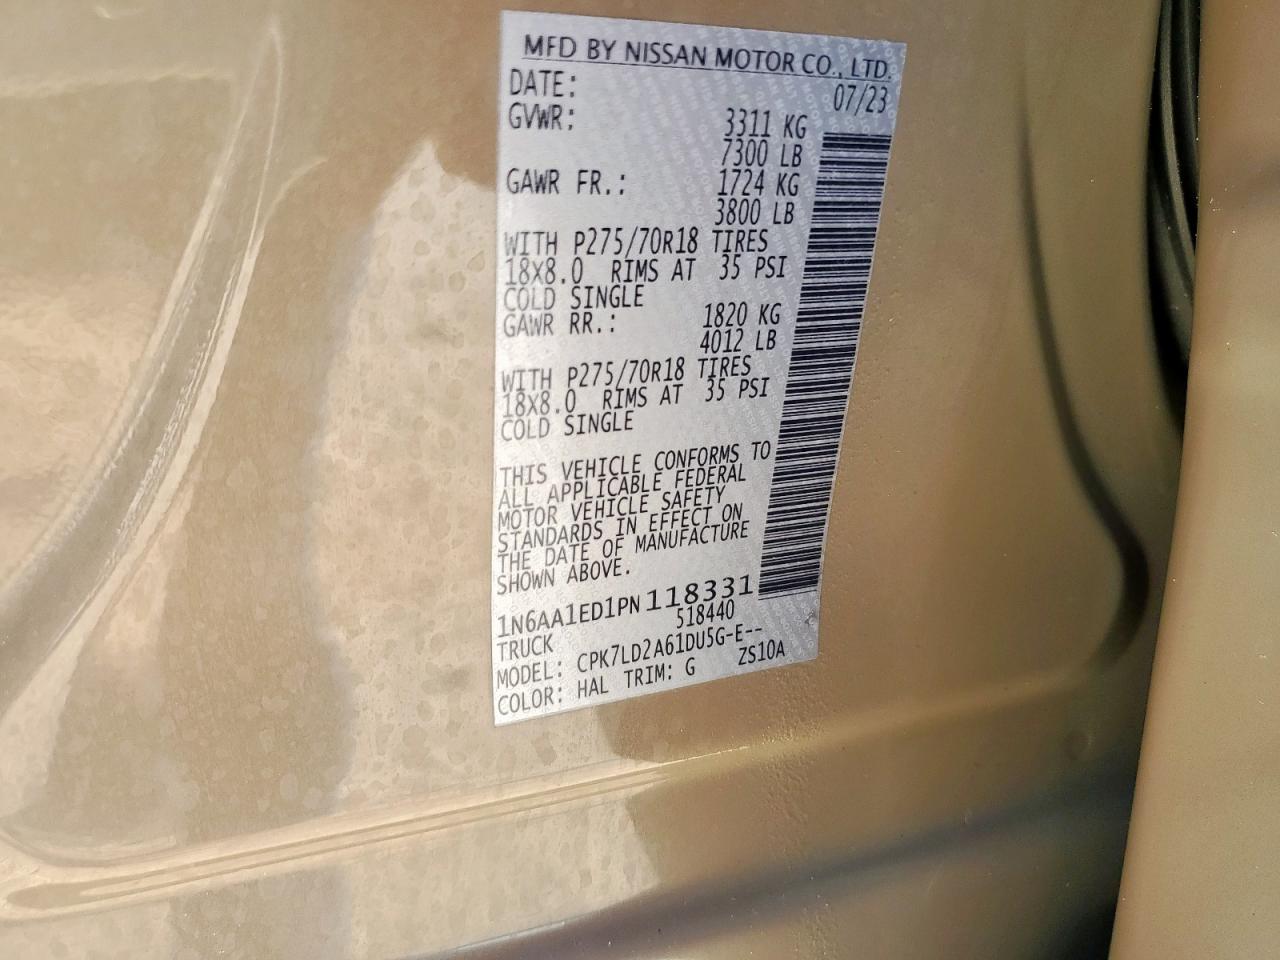 MFD BY NISSAN MOTOR CO., LTD.
DATE: 07/23
GVWR: 3311 KG
7300 LB
GAWR FR.: 1724 KG
3800 LB
WITH P275/70R18 TIRES
18X8.0 RIMS AT 35 PSI
COLD SINGLE
GAWR RR.: 1820 KG
4012 LB
WITH P275/70R18 TIRES
18X8.0 RIMS AT 35 PSI
COLD SINGLE
THIS VEHICLE CONFORMS TO
ALL APPLICABLE FEDERAL
MOTOR VEHICLE SAFETY
STANDARDS IN EFFECT ON
THE DATE OF MANUFACTURE
SHOWN ABOVE.
1N6AA1ED1PN118331
TRUCK 518440
MODEL: CPK7LD2A61DU5G-E--
COLOR: HAL TRIM: G ZS10A